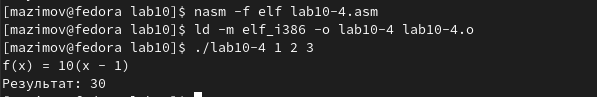 [mazimov@fedora lab10]$ nasm -f elf lab10-4.asm
[mazimov@fedora lab10]$ ld -m elf_i386 -o lab10-4 lab10-4.o
[mazimov@fedora lab10]$ ./lab10-4 1 2 3
f(x) = 10(x - 1)
Результат: 30